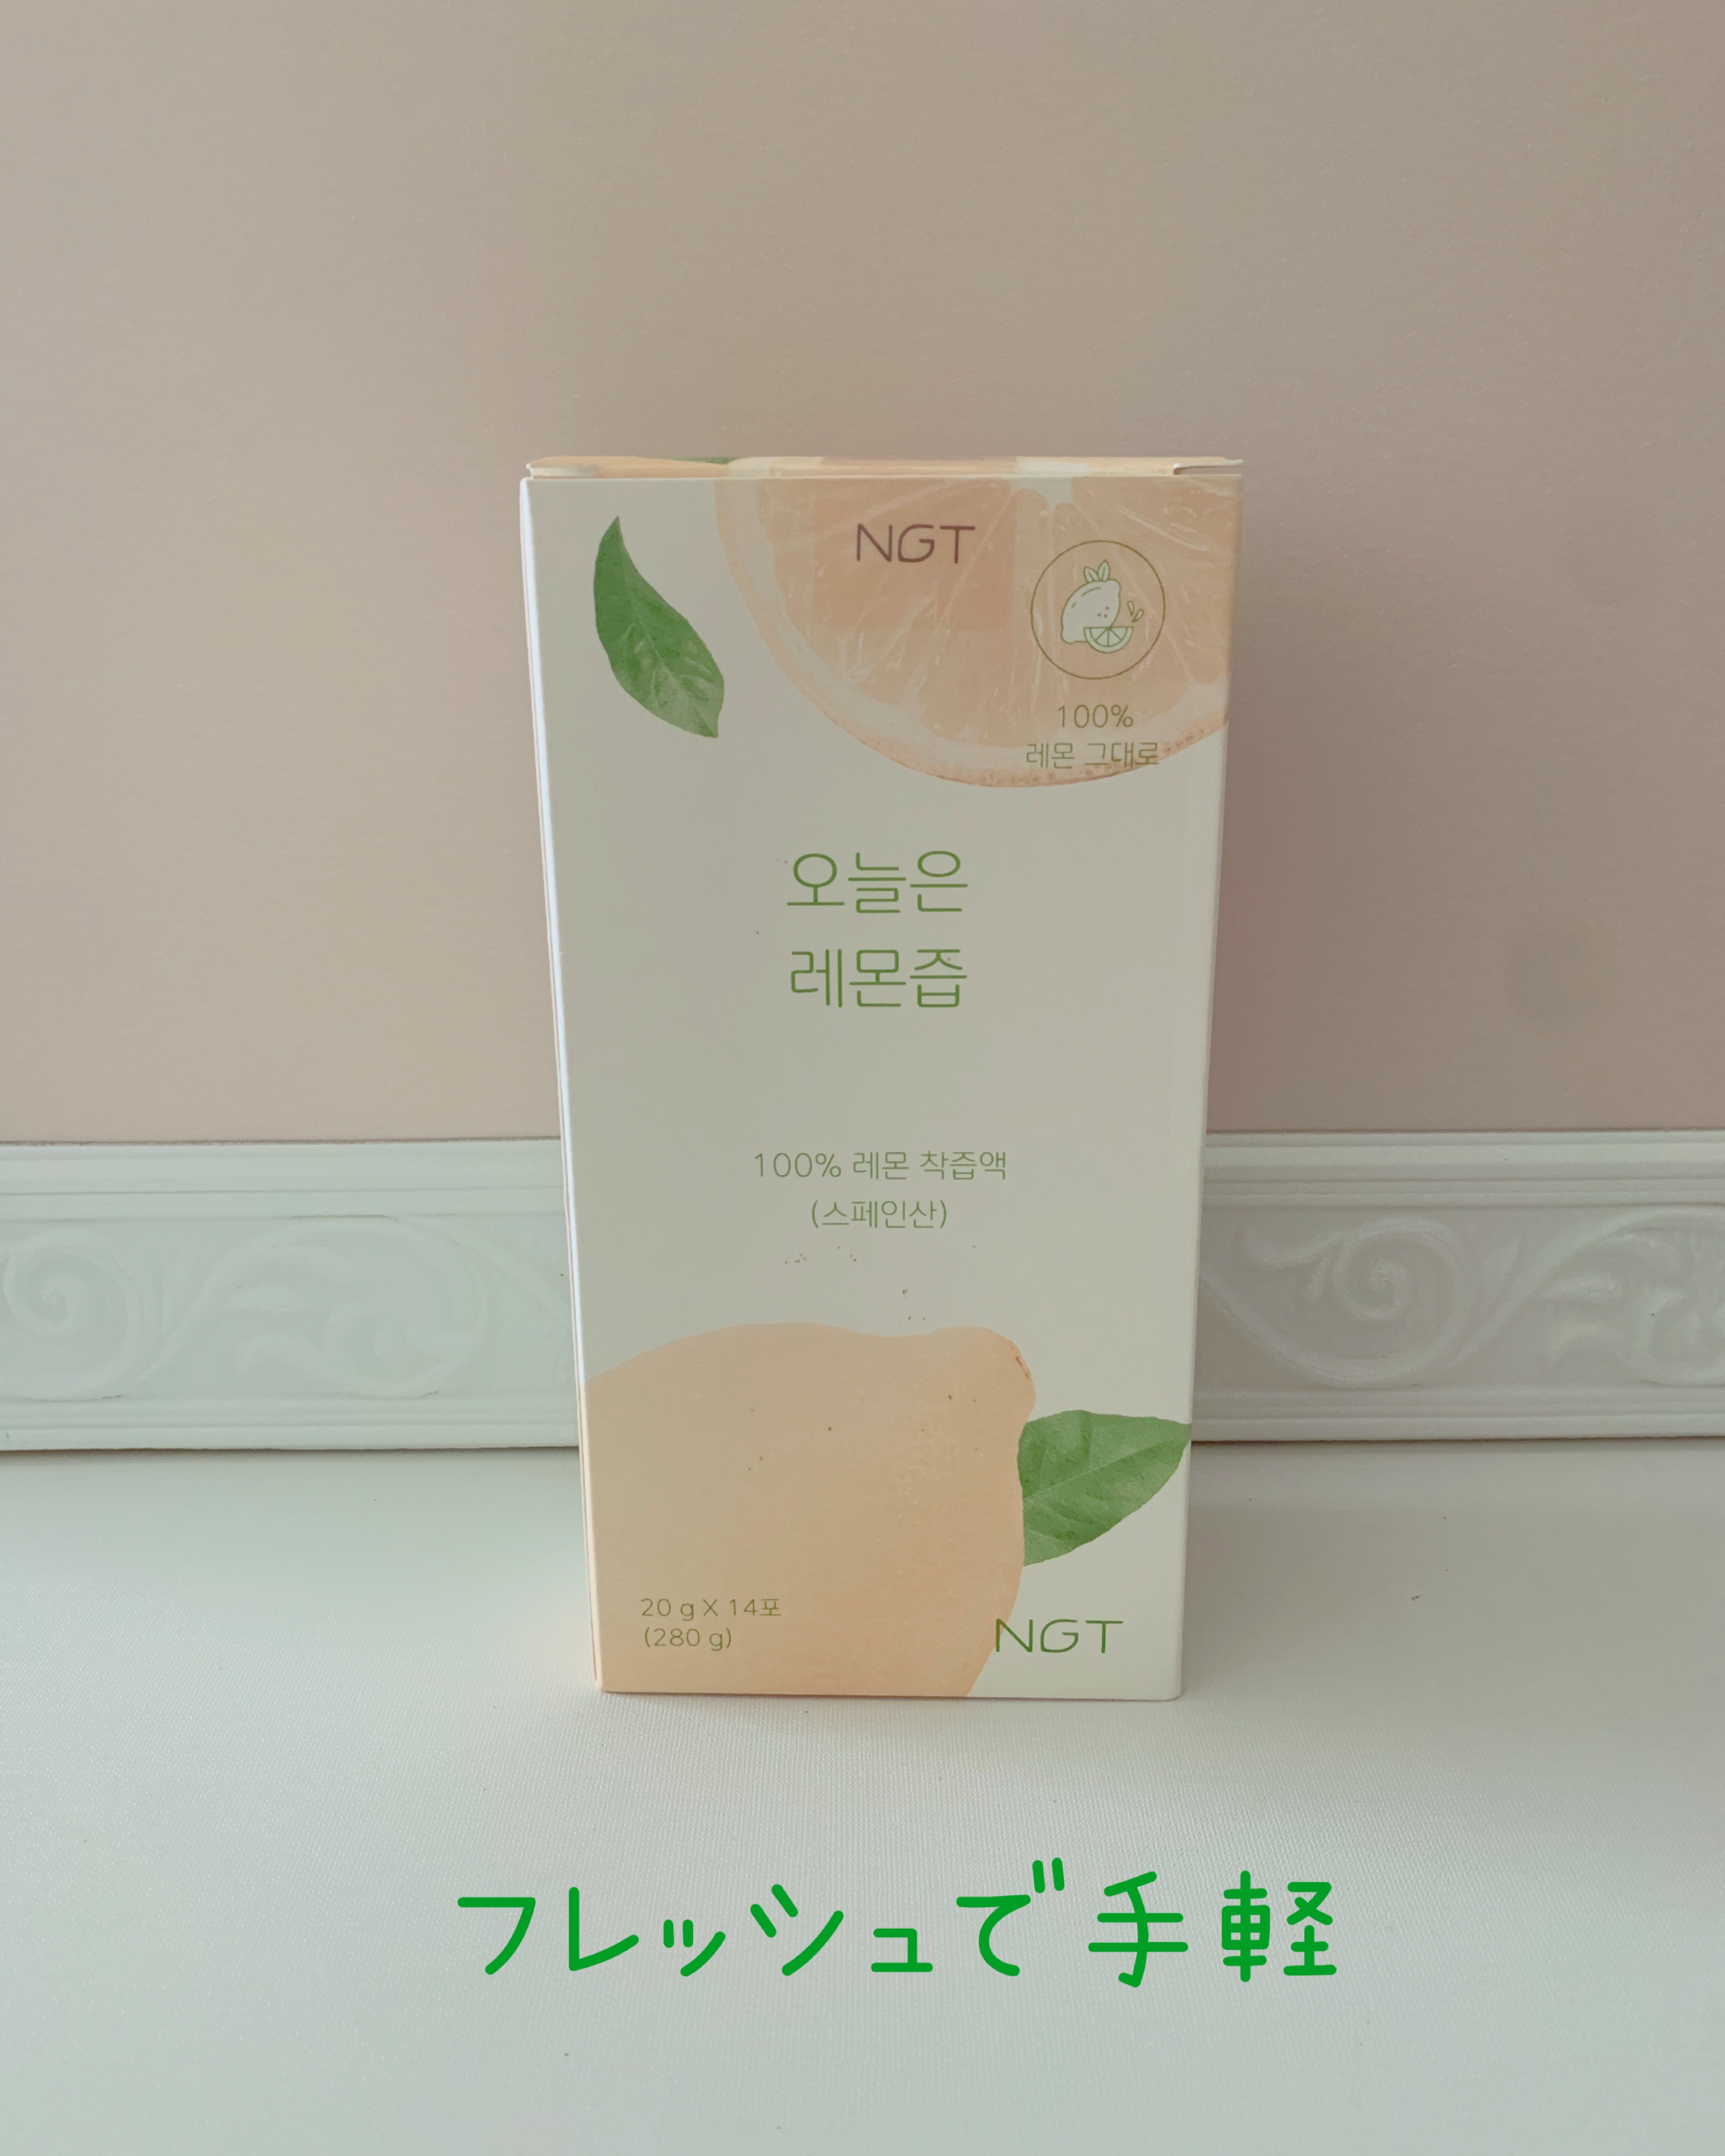 NGT
100%
레몬 그대로
오늘은
레몬즙
100% 레몬 착즙액
(스페인산)
20 g X 14포
(280 g)
NGT
フレッシュで手軽